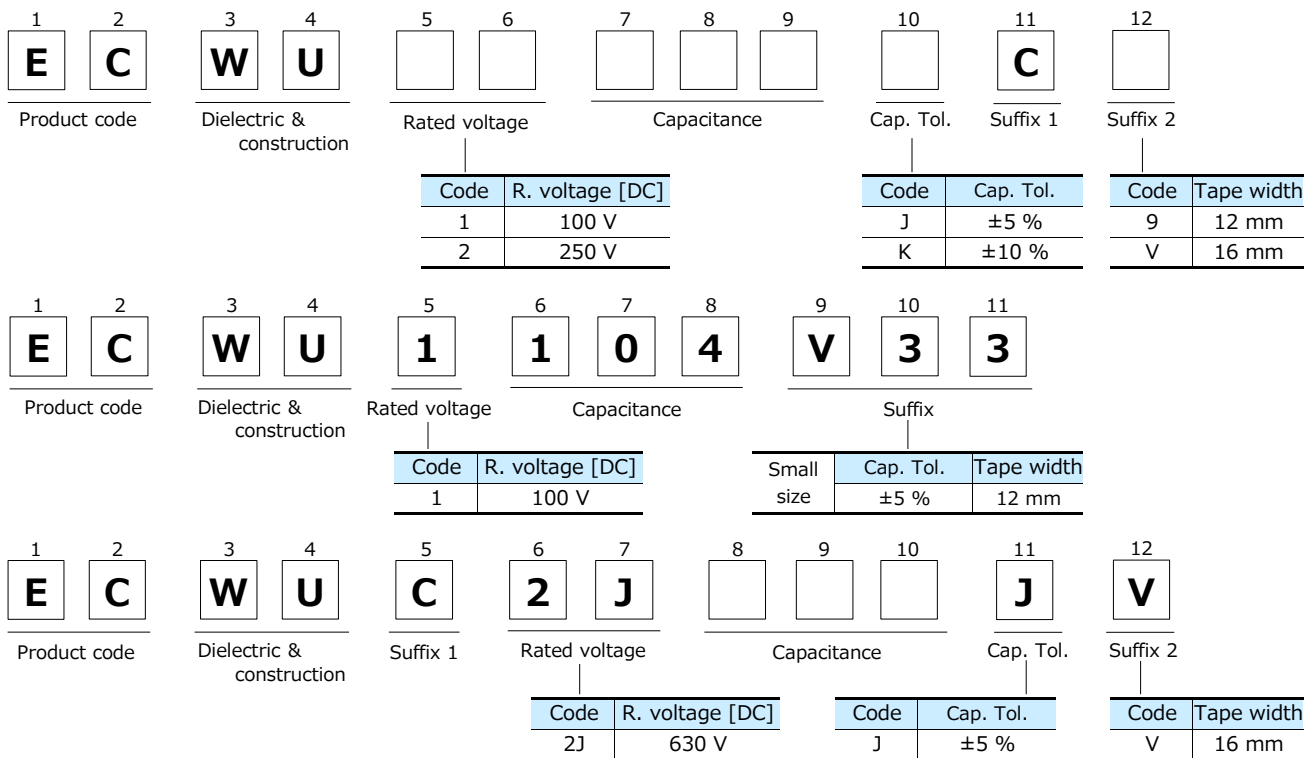 1 2 3 4 5 6 7 8 9 10 11 12
E C W U C
Product code Dielectric & construction Rated voltage Capacitance Cap. Tol. Suffix 1 Suffix 2
Code R. voltage [DC] Code Cap. Tol. Code Tape width
1 100 V J ±5 % 9 12 mm
2 250 V K ±10 % V 16 mm
1 2 3 4 5 6 7 8 9 10 11
E C W U 1 1 0 4 V 3 3
Product code Dielectric & construction Rated voltage Capacitance Suffix
Code R. voltage [DC] Small size Cap. Tol. Tape width
1 100 V ±5 % 12 mm
1 2 3 4 5 6 7 8 9 10 11 12
E C W U C 2 J J V
Product code Dielectric & construction Suffix 1 Rated voltage Capacitance Cap. Tol. Suffix 2
Code R. voltage [DC] Code Cap. Tol. Code Tape width
2J 630 V J ±5 % V 16 mm